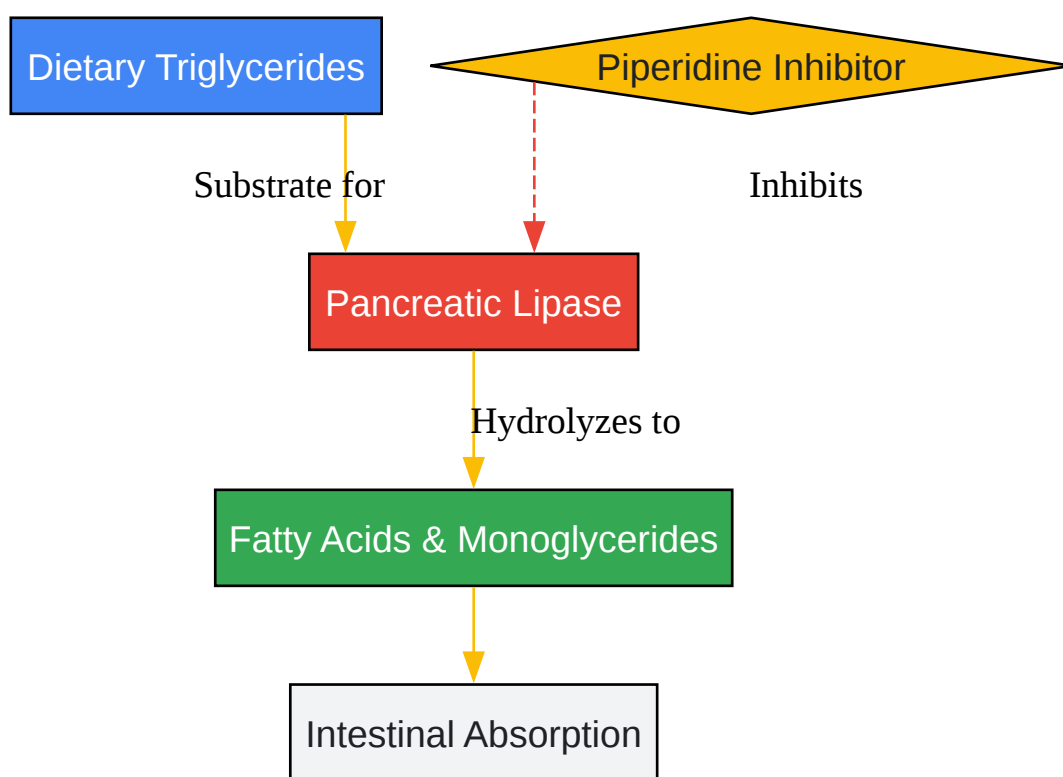 Dietary Triglycerides
Piperidine Inhibitor
Substrate for
Inhibits
Pancreatic Lipase
Hydrolyzes to
Fatty Acids & Monoglycerides
Intestinal Absorption